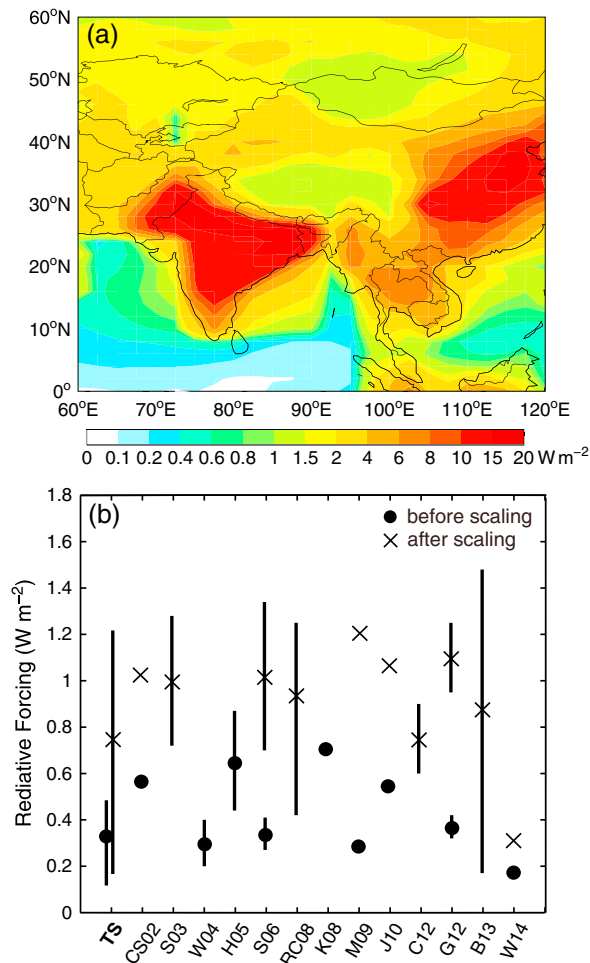 (a)
60°N
50°N
40°N
30°N
20°N
10°N
0°
60°E 70°E 80°E 90°E 100°E 110°E 120°E
0 0.1 0.2 0.4 0.6 0.8 1 1.5 2 4 6 8 10 15 20 W m−2
(b)
before scaling
after scaling
Rediative Forcing (W m−2)
1.8
1.6
1.4
1.2
1
0.8
0.6
0.4
0.2
0
TS CS02 S03 W04 H05 S06 RC08 K08 M09 J10 C12 G12 B13 W14